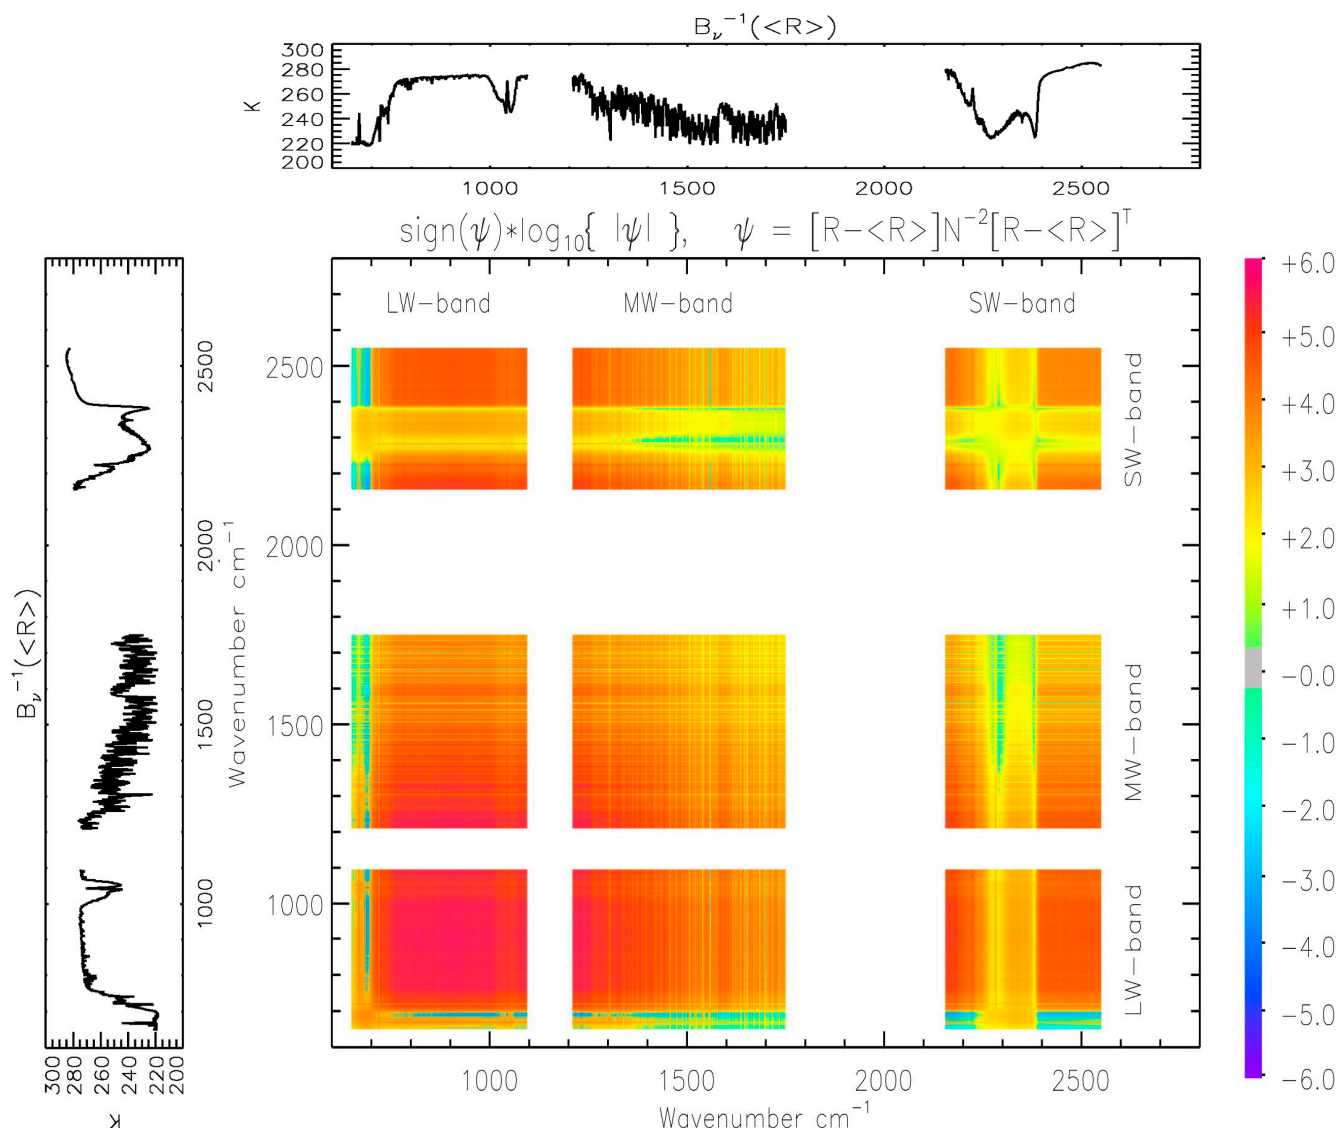 B_ν^−1(<R>)
300
280
260
240
220
200
K
1000 1500 2000 2500
sign(ψ)*log_10{ |ψ| }, ψ = [R−<R>]N^−2[R−<R>]^T
LW−band MW−band SW−band
2500
2000
1500
1000
SW−band
MW−band
LW−band
1000 1500 2000 2500
Wavenumber cm^−1
Wavenumber cm^−1
B_ν^−1(<R>)
2500
2000
1500
1000
300 280 260 240 220 200
K
+6.0
+5.0
+4.0
+3.0
+2.0
+1.0
−0.0
−1.0
−2.0
−3.0
−4.0
−5.0
−6.0